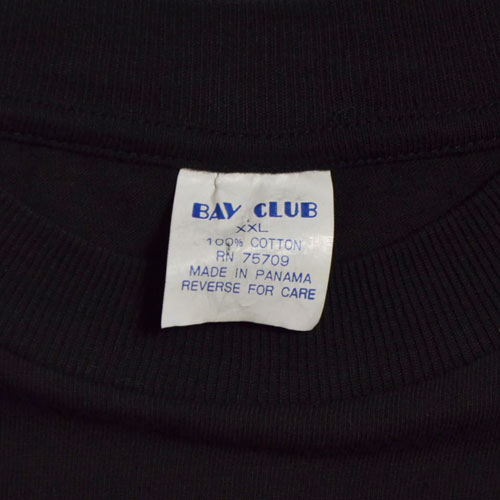 BAY CLUB
XXL
100% COTTON
RN 75709
MADE IN PANAMA
REVERSE FOR CARE